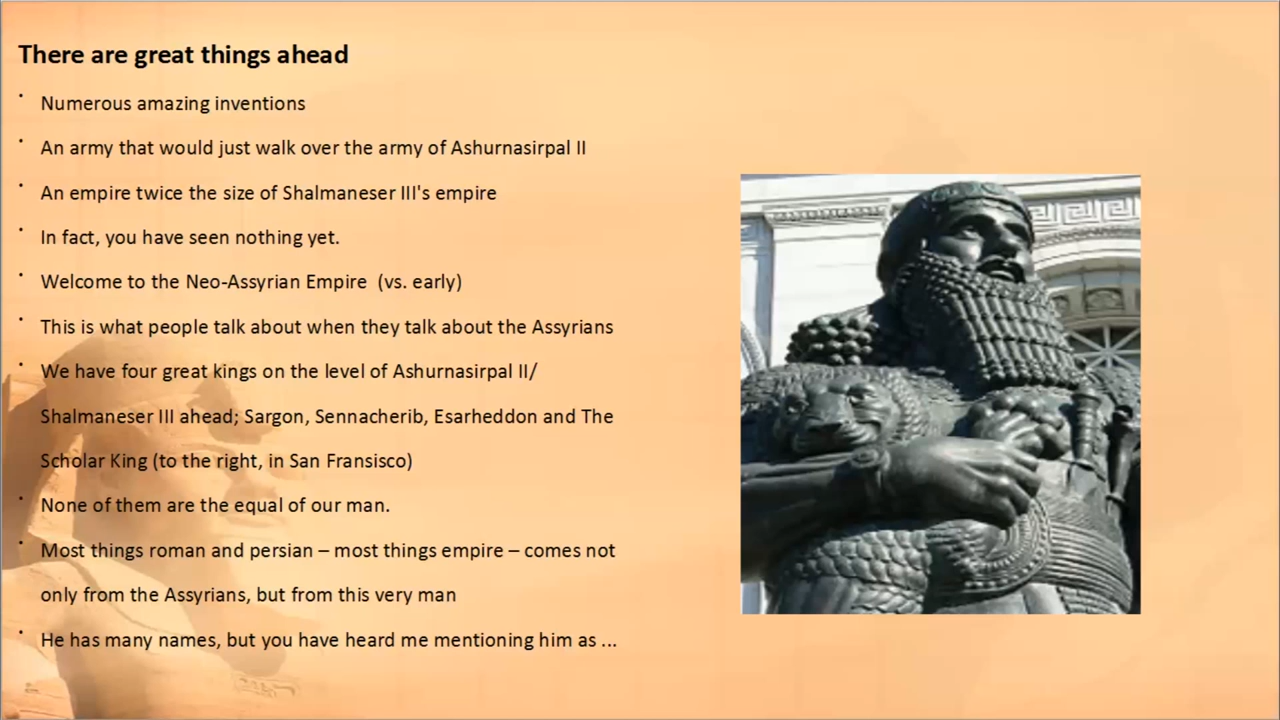 There are great things ahead
· Numerous amazing inventions
· An army that would just walk over the army of Ashurnasirpal II
· An empire twice the size of Shalmaneser III's empire
· In fact, you have seen nothing yet.
· Welcome to the Neo-Assyrian Empire (vs. early)
· This is what people talk about when they talk about the Assyrians
· We have four great kings on the level of Ashurnasirpal II/
Shalmaneser III ahead; Sargon, Sennacherib, Esarheddon and The
Scholar King (to the right, in San Fransisco)
· None of them are the equal of our man.
· Most things roman and persian – most things empire – comes not
only from the Assyrians, but from this very man
· He has many names, but you have heard me mentioning him as ...